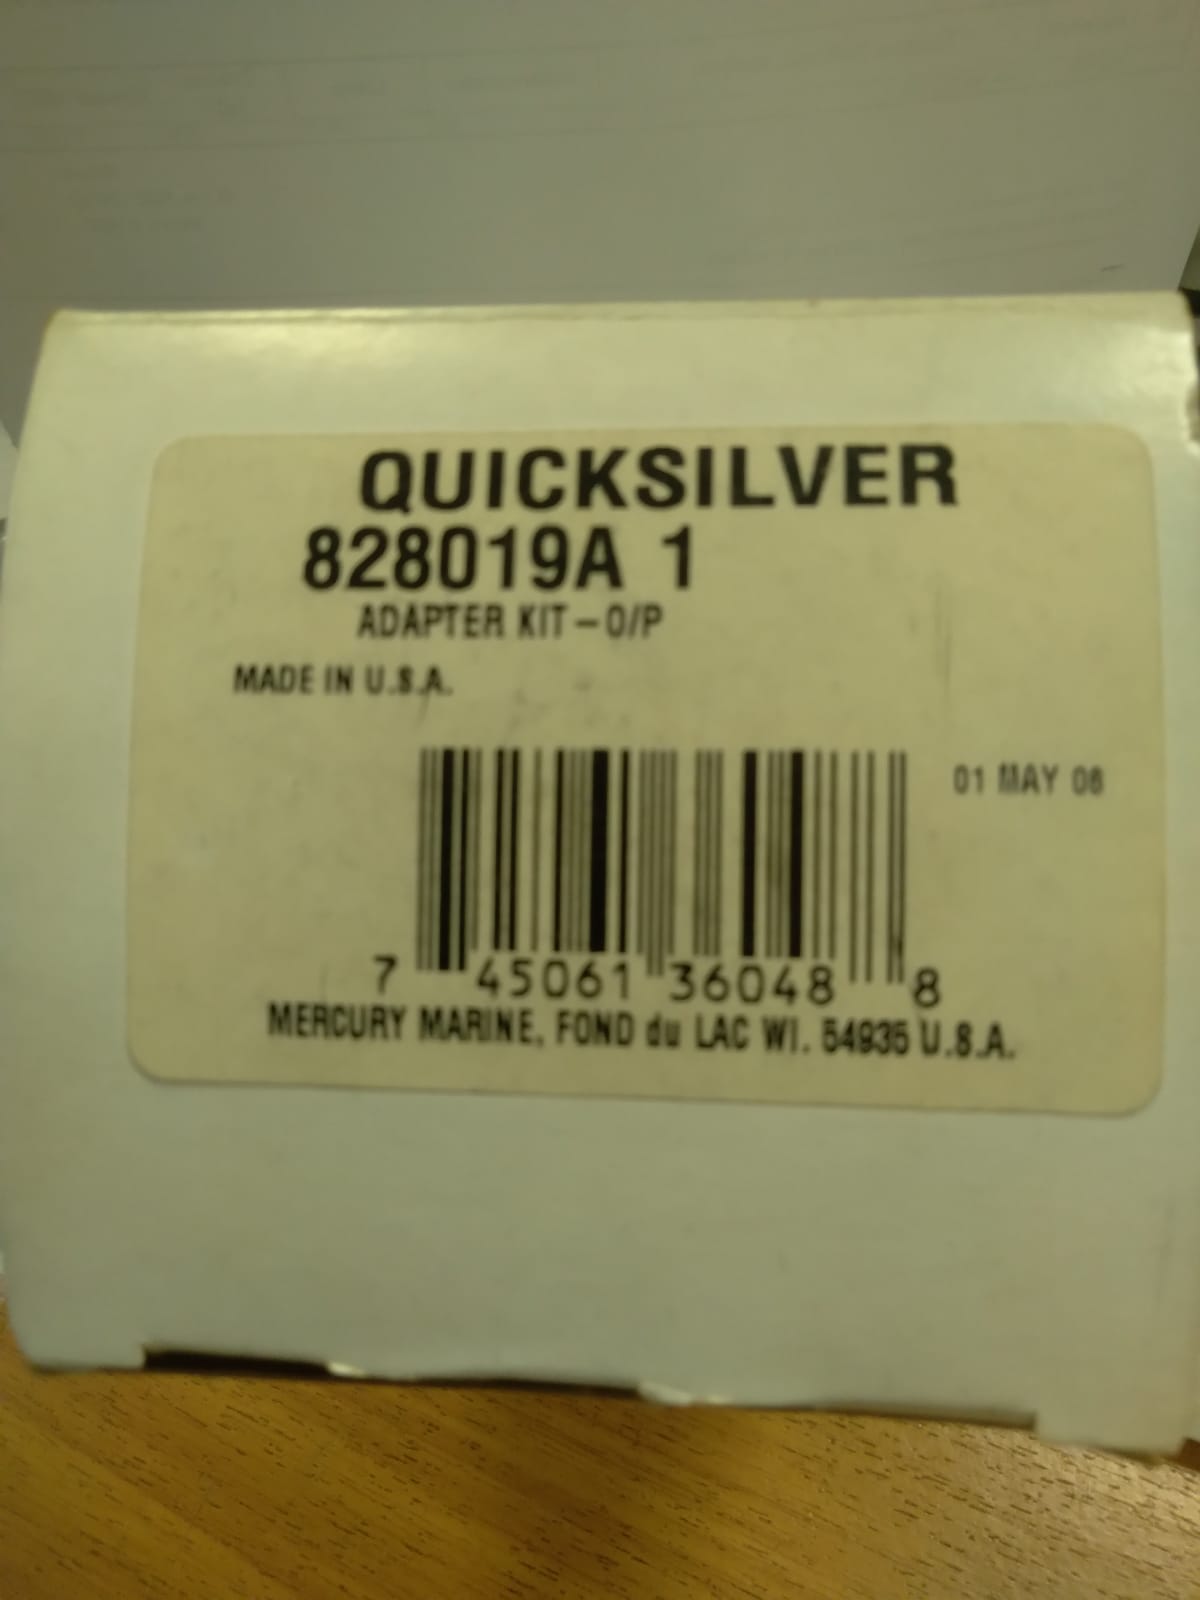 QUICKSILVER
828019A 1
ADAPTER KIT-O/P
MADE IN U.S.A.
01 MAY 06
7 45061 36048 8
MERCURY MARINE, FOND du LAC WI. 54935 U.S.A.